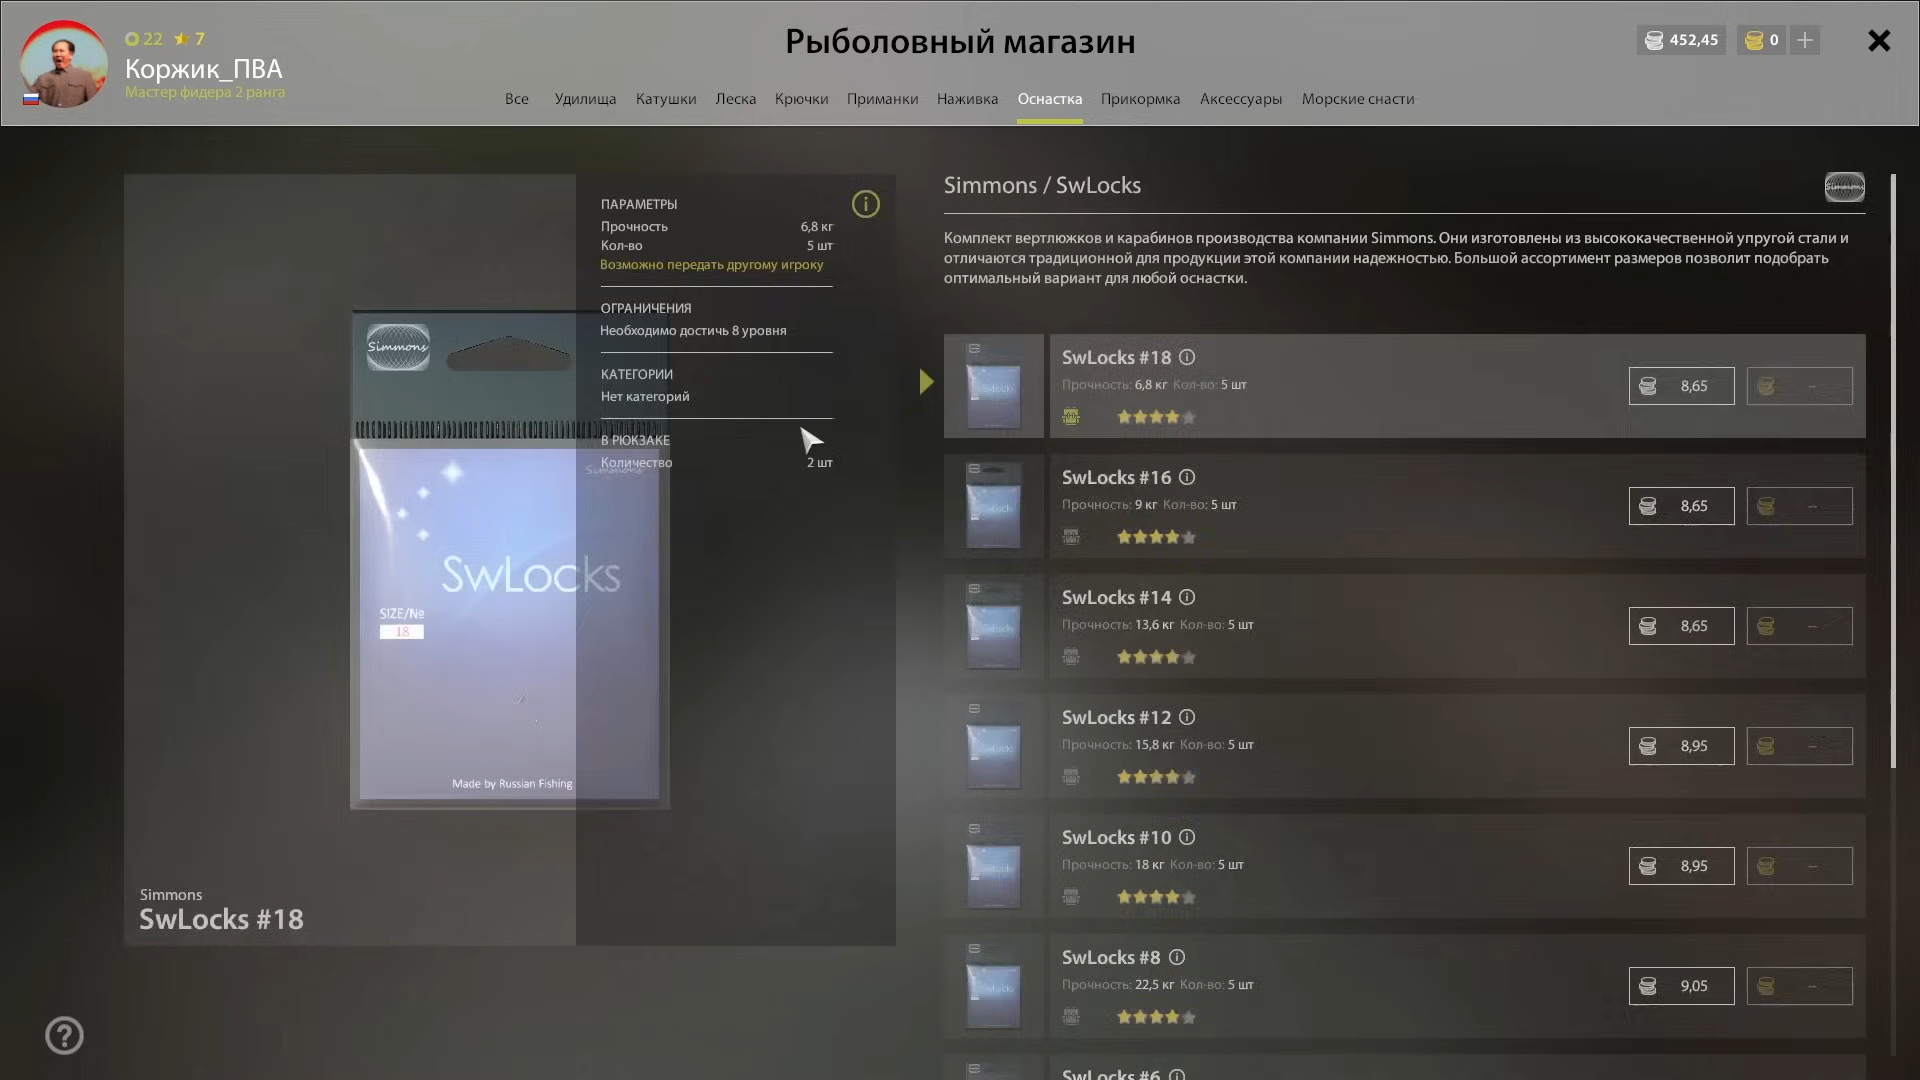 22 7
Коржик_ПВА
Мастер фидера 2 ранга
Рыболовный магазин
452,45
0
Все Удилища Катушки Леска Крючки Приманки Наживка Оснастка Прикормка Аксессуары Морские снасти
ПАРАМЕТРЫ
Прочность 6,8 кг
Кол-во 5 шт
Возможно передать другому игроку
ОГРАНИЧЕНИЯ
Необходимо достичь 8 уровня
КАТЕГОРИИ
Нет категорий
В РЮКЗАКЕ
Количество 2 шт
Simmons
Simmons
SwLocks
SIZE/№
18
Made by Russian Fishing
Simmons
SwLocks #18
Simmons / SwLocks
Simmons
Комплект вертлюжков и карабинов производства компании Simmons. Они изготовлены из высококачественной упругой стали и
отличаются традиционной для продукции этой компании надежностью. Большой ассортимент размеров позволит подобрать
оптимальный вариант для любой оснастки.
SwLocks #18
Прочность: 6,8 кг Кол-во: 5 шт
8,65 –
SwLocks #16
Прочность: 9 кг Кол-во: 5 шт
8,65 –
SwLocks #14
Прочность: 13,6 кг Кол-во: 5 шт
8,65 –
SwLocks #12
Прочность: 15,8 кг Кол-во: 5 шт
8,95 –
SwLocks #10
Прочность: 18 кг Кол-во: 5 шт
8,95 –
SwLocks #8
Прочность: 22,5 кг Кол-во: 5 шт
9,05 –
SwLocks #6